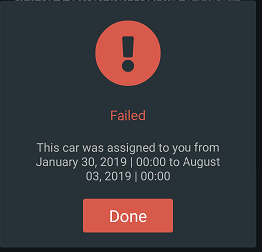 Failed
This car was assigned to you from
January 30, 2019 | 00:00 to August
03, 2019 | 00:00
Done